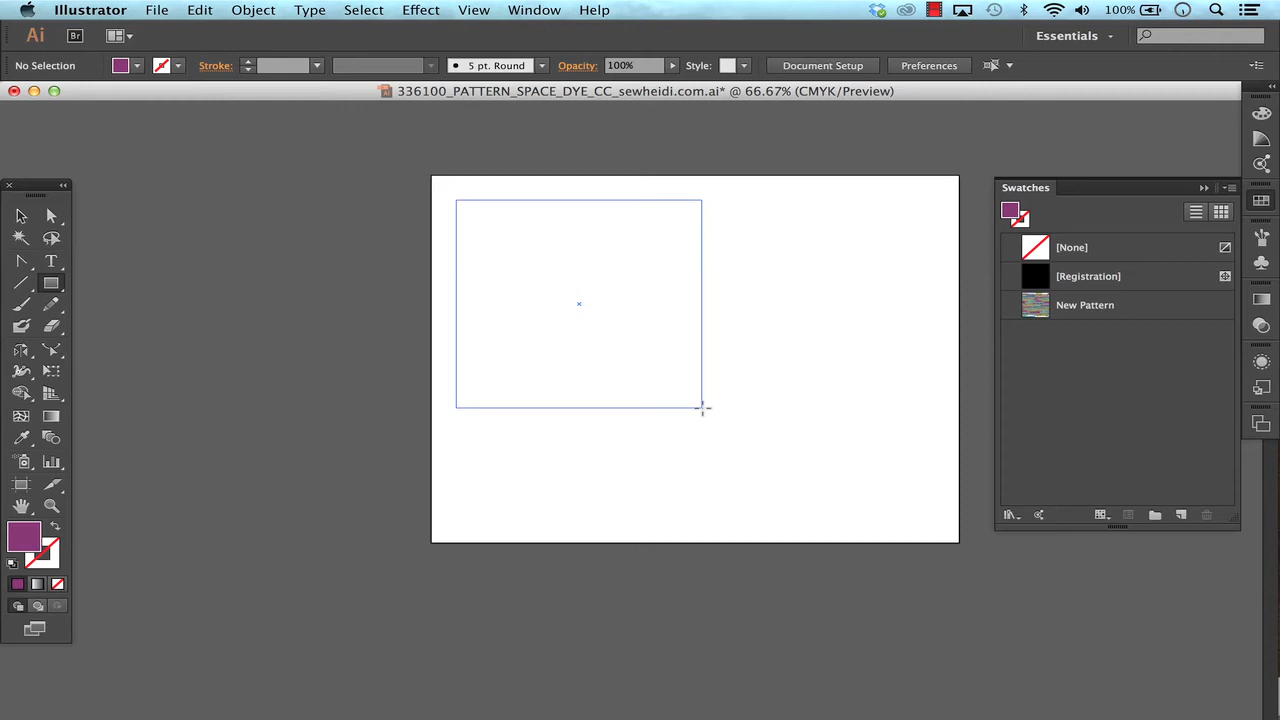 Illustrator File Edit Object Type Select Effect View Window Help 100%
Ai Br Essentials
No Selection Stroke: 5 pt. Round Opacity: 100% Style: Document Setup Preferences
336100_PATTERN_SPACE_DYE_CC_sewheidi.com.ai* @ 66.67% (CMYK/Preview)
Swatches
[None]
[Registration]
New Pattern
T